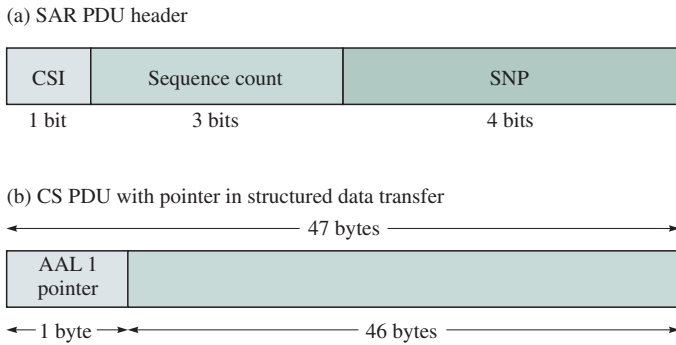 (a) SAR PDU header
CSI Sequence count SNP
1 bit 3 bits 4 bits
(b) CS PDU with pointer in structured data transfer
47 bytes
AAL 1
pointer
1 byte 46 bytes